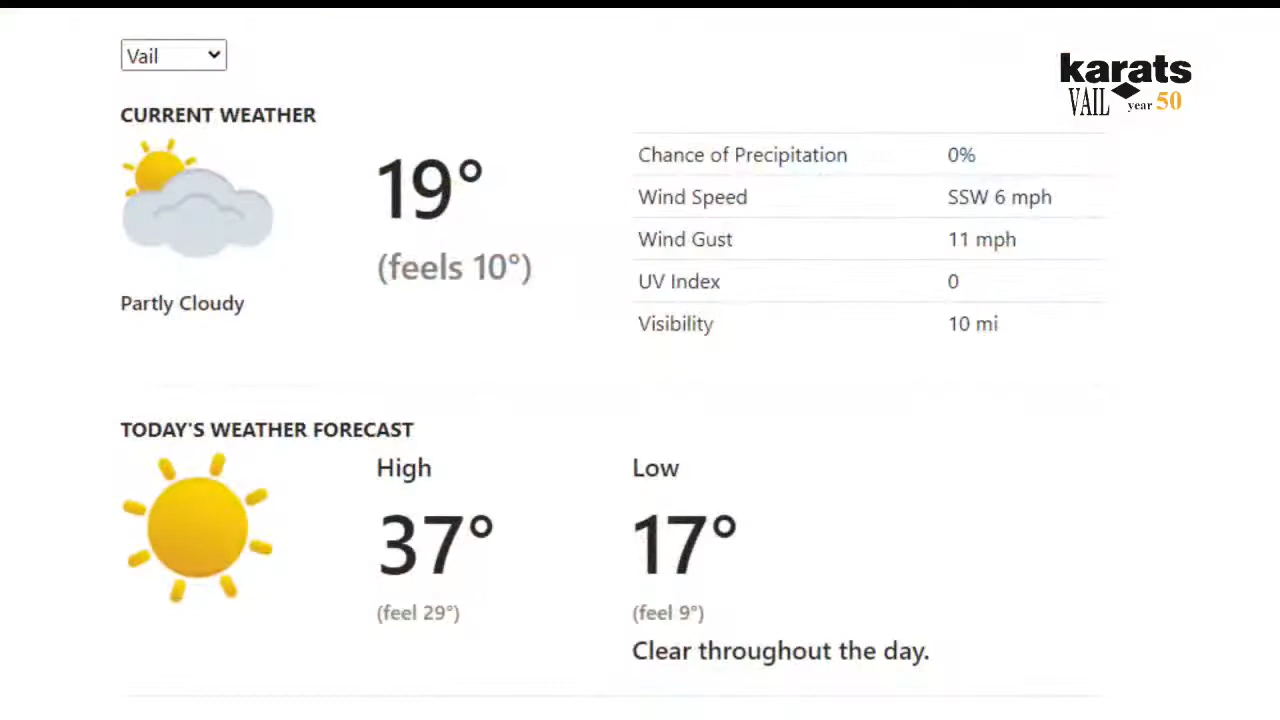 Vail
karats
VAIL year 50
CURRENT WEATHER
19°
(feels 10°)
Partly Cloudy
Chance of Precipitation 0%
Wind Speed SSW 6 mph
Wind Gust 11 mph
UV Index 0
Visibility 10 mi
TODAY'S WEATHER FORECAST
High Low
37° 17°
(feel 29°) (feel 9°)
Clear throughout the day.